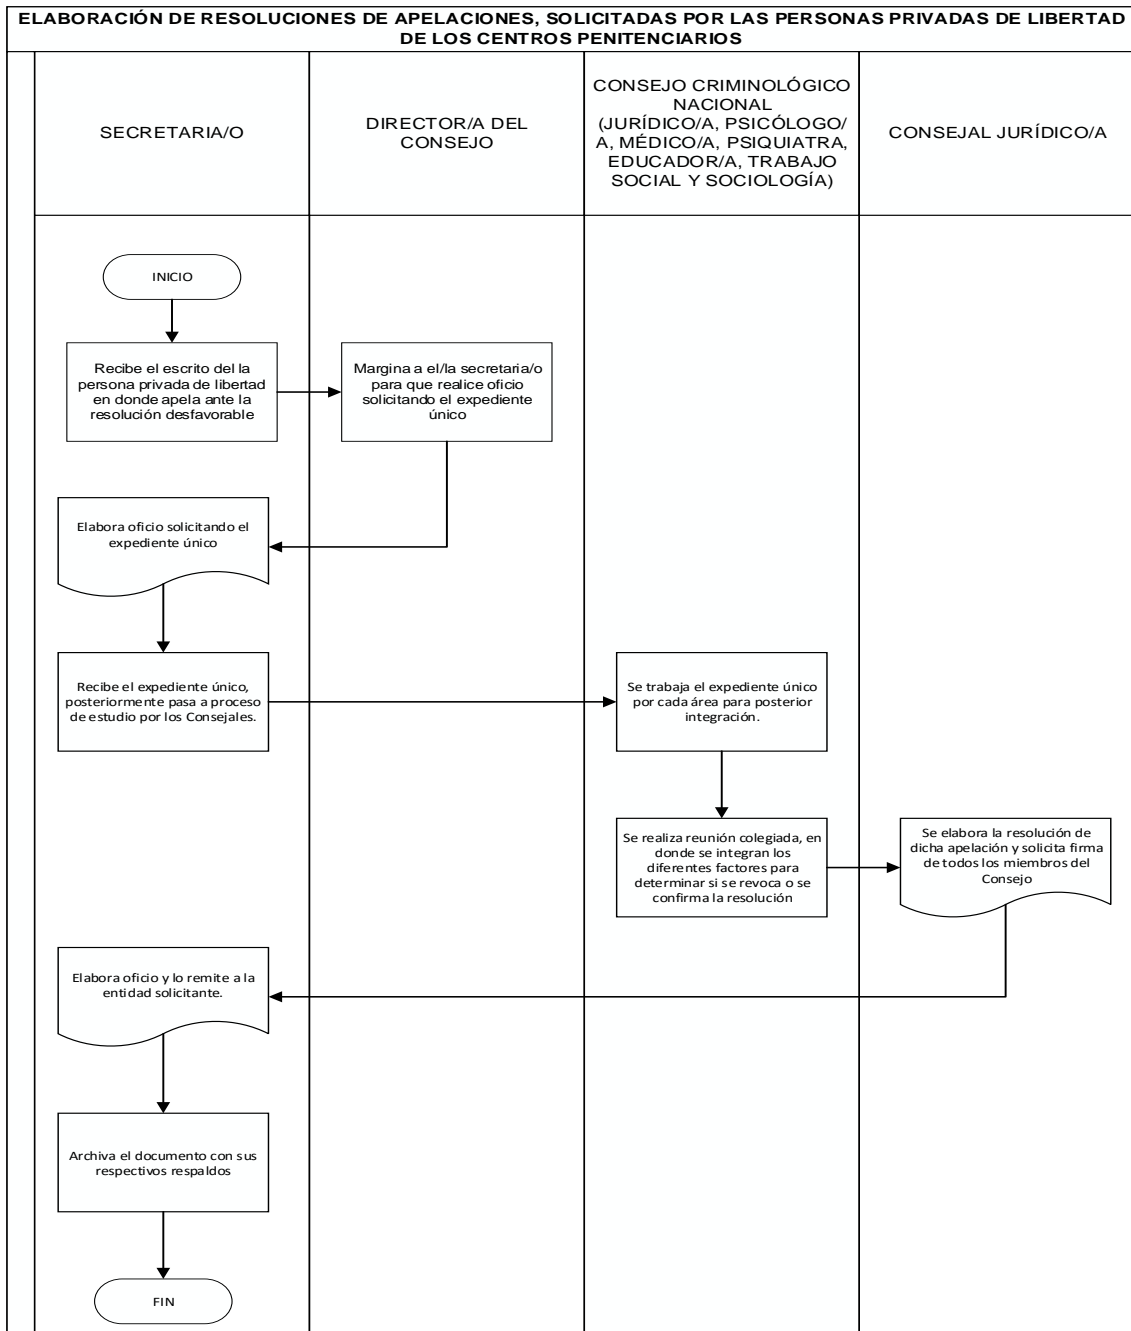 ELABORACIÓN DE RESOLUCIONES DE APELACIONES, SOLICITADAS POR LAS PERSONAS PRIVADAS DE LIBERTAD
DE LOS CENTROS PENITENCIARIOS
SECRETARIA/O
DIRECTOR/A DEL
CONSEJO
CONSEJO CRIMINOLÓGICO
NACIONAL
(JURÍDICO/A, PSICÓLOGO/
A, MÉDICO/A, PSIQUIATRA,
EDUCADOR/A, TRABAJO
SOCIAL Y SOCIOLOGÍA)
CONSEJAL JURÍDICO/A
INICIO
Recibe el escrito del la
persona privada de libertad
en donde apela ante la
resolución desfavorable
Margina a el/la secretaria/o
para que realice oficio
solicitando el expediente
único
Elabora oficio solicitando el
expediente único
Recibe el expediente único,
posteriormente pasa a proceso
de estudio por los Consejales.
Se trabaja el expediente único
por cada área para posterior
integración.
Se realiza reunión colegiada, en
donde se integran los
diferentes factores para
determinar si se revoca o se
confirma la resolución
Se elabora la resolución de
dicha apelación y solicita firma
de todos los miembros del
Consejo
Elabora oficio y lo remite a la
entidad solicitante.
Archiva el documento con sus
respectivos respaldos
FIN